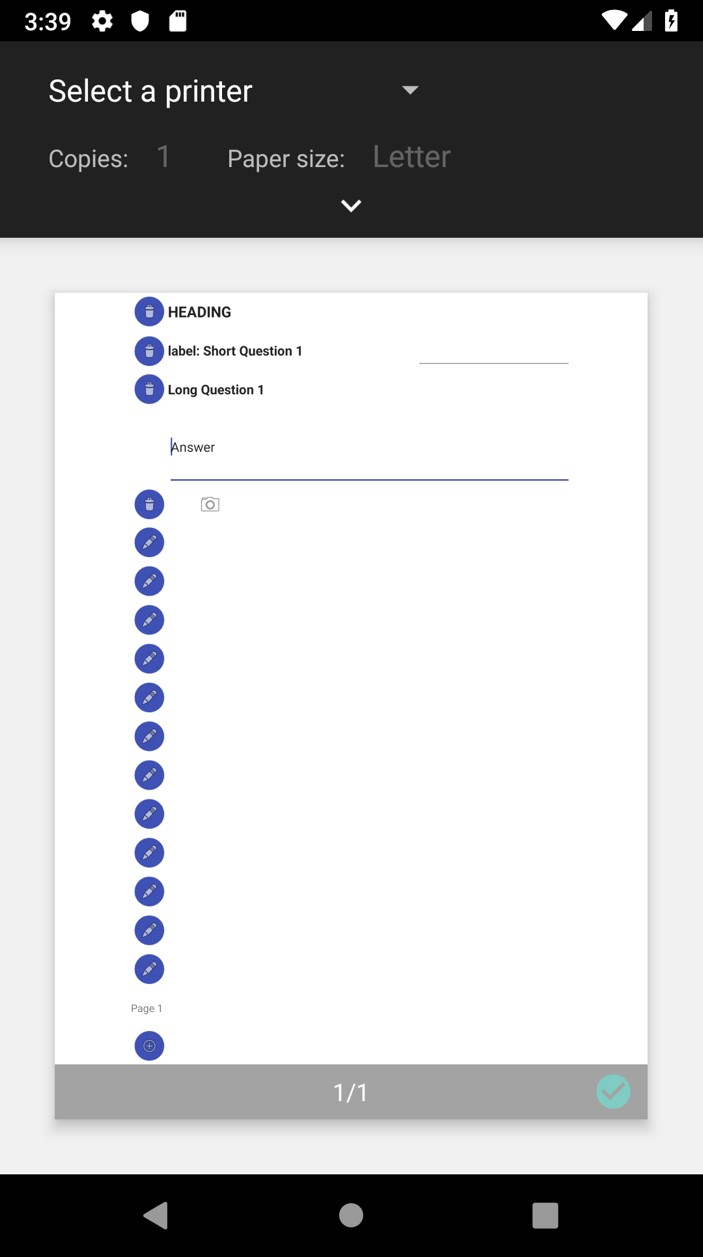 3:39
Select a printer
Copies: 1 Paper size: Letter
HEADING
label: Short Question 1
Long Question 1
Answer
Page 1
1/1